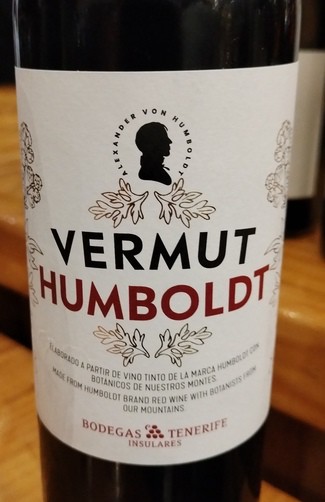 ALEXANDER VON HUMBOLDT
VERMUT
HUMBOLDT
ELABORADO A PARTIR DE VINO TINTO DE LA MARCA HUMBOLDT CON
BOTÁNICOS DE NUESTROS MONTES.
MADE FROM HUMBOLDT BRAND RED WINE WITH BOTANISTS FROM
OUR MOUNTAINS.
BODEGAS TENERIFE
INSULARES